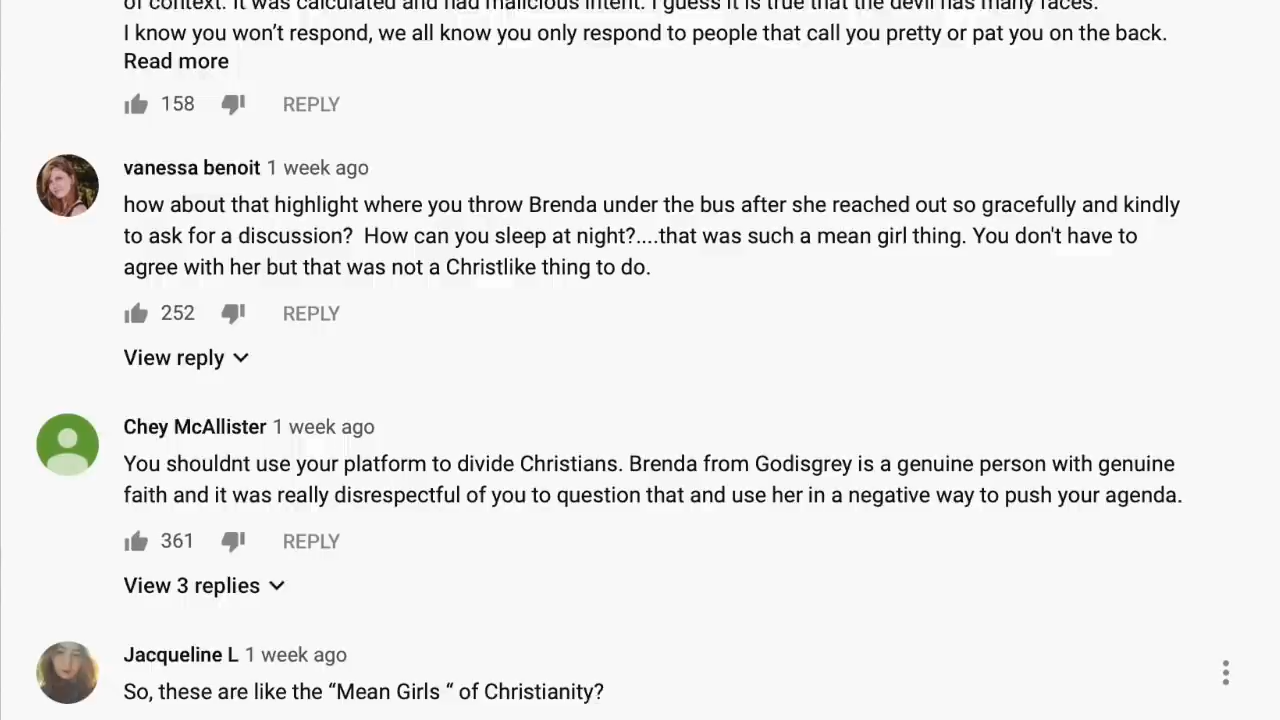 of context. It was calculated and had malicious intent. I guess it is true that the devil has many faces.
I know you won’t respond, we all know you only respond to people that call you pretty or pat you on the back.
Read more
158 REPLY
vanessa benoit 1 week ago
how about that highlight where you throw Brenda under the bus after she reached out so gracefully and kindly
to ask for a discussion?  How can you sleep at night?....that was such a mean girl thing. You don't have to
agree with her but that was not a Christlike thing to do.
252 REPLY
View reply
Chey McAllister 1 week ago
You shouldnt use your platform to divide Christians. Brenda from Godisgrey is a genuine person with genuine
faith and it was really disrespectful of you to question that and use her in a negative way to push your agenda.
361 REPLY
View 3 replies
Jacqueline L 1 week ago
So, these are like the “Mean Girls “ of Christianity?